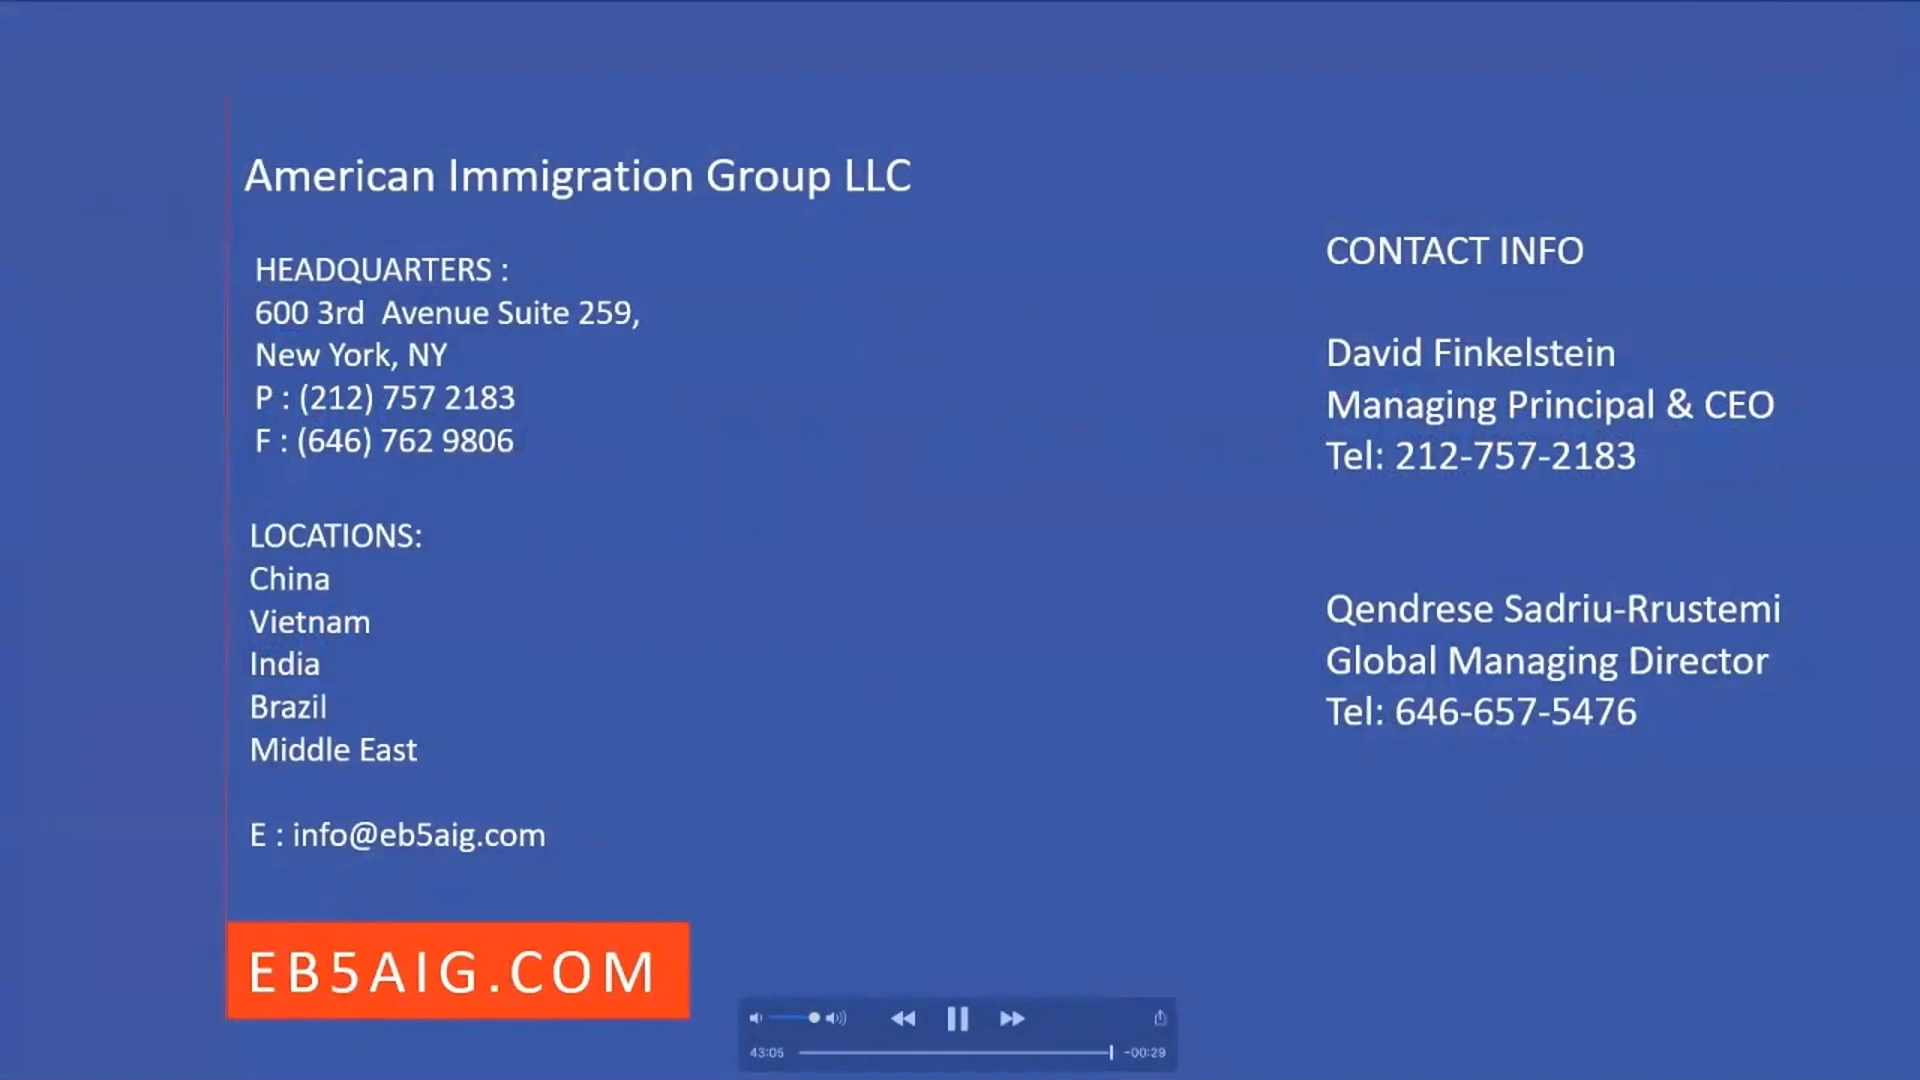 American Immigration Group LLC
HEADQUARTERS :
600 3rd  Avenue Suite 259,
New York, NY
P : (212) 757 2183
F : (646) 762 9806
LOCATIONS:
China
Vietnam
India
Brazil
Middle East
E : info@eb5aig.com
EB5AIG.COM
CONTACT INFO
David Finkelstein
Managing Principal & CEO
Tel: 212-757-2183
Qendrese Sadriu-Rrustemi
Global Managing Director
Tel: 646-657-5476
43:05
-00:29